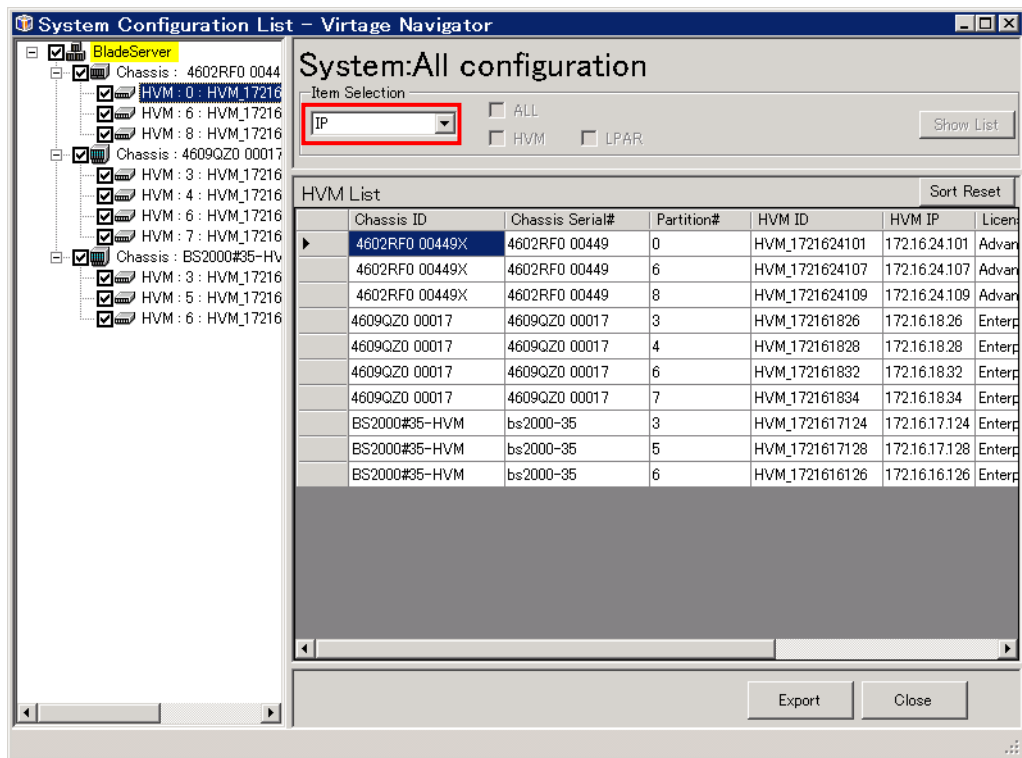 System Configuration List – Virtage Navigator
BladeServer
Chassis : 4602RF0 0044
HVM : 0 : HVM_17216
HVM : 6 : HVM_17216
HVM : 8 : HVM_17216
Chassis : 4609QZ0 00017
HVM : 3 : HVM_17216
HVM : 4 : HVM_17216
HVM : 6 : HVM_17216
HVM : 7 : HVM_17216
Chassis : BS2000#35-HV
HVM : 3 : HVM_17216
HVM : 5 : HVM_17216
HVM : 6 : HVM_17216
System:All configuration
Item Selection
IP
ALL
HVM LPAR
Show List
HVM List Sort Reset
Chassis ID Chassis Serial# Partition# HVM ID HVM IP Licen
4602RF0 00449X 4602RF0 00449 0 HVM_1721624101 172.16.24.101 Advan
4602RF0 00449X 4602RF0 00449 6 HVM_1721624107 172.16.24.107 Advan
4602RF0 00449X 4602RF0 00449 8 HVM_1721624109 172.16.24.109 Advan
4609QZ0 00017 4609QZ0 00017 3 HVM_172161826 172.16.18.26 Enterp
4609QZ0 00017 4609QZ0 00017 4 HVM_172161828 172.16.18.28 Enterp
4609QZ0 00017 4609QZ0 00017 6 HVM_172161832 172.16.18.32 Enterp
4609QZ0 00017 4609QZ0 00017 7 HVM_172161834 172.16.18.34 Enterp
BS2000#35-HVM bs2000-35 3 HVM_1721617124 172.16.17.124 Enterp
BS2000#35-HVM bs2000-35 5 HVM_1721617128 172.16.17.128 Enterp
BS2000#35-HVM bs2000-35 6 HVM_1721616126 172.16.16.126 Enterp
Export Close